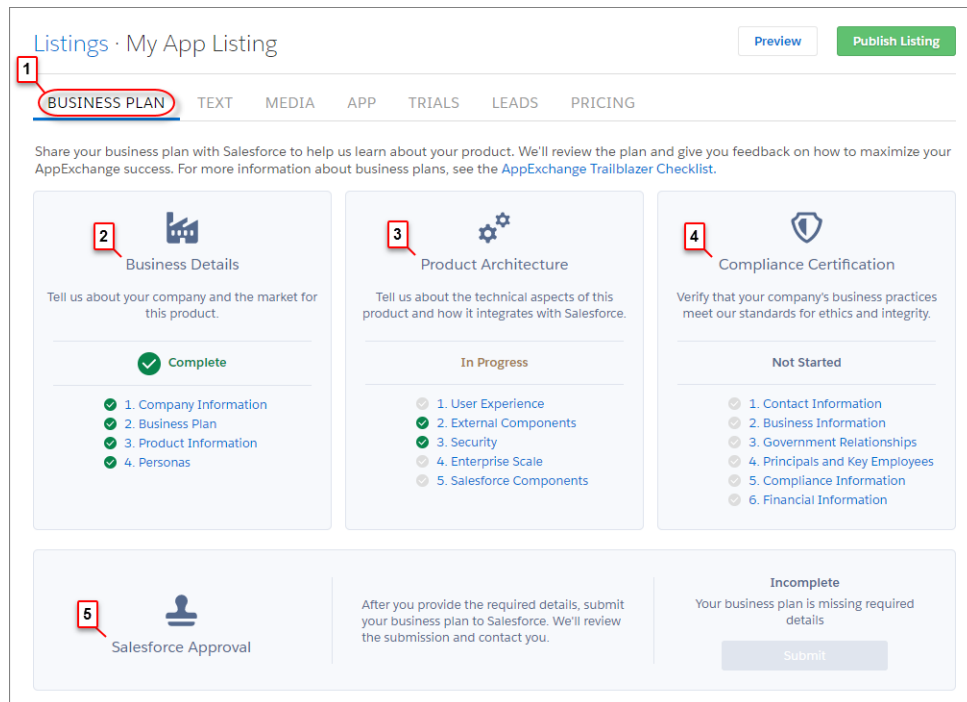 Listings · My App Listing
Preview
Publish Listing
1
BUSINESS PLAN TEXT MEDIA APP TRIALS LEADS PRICING
Share your business plan with Salesforce to help us learn about your product. We'll review the plan and give you feedback on how to maximize your
AppExchange success. For more information about business plans, see the AppExchange Trailblazer Checklist.
2
Business Details
Tell us about your company and the market for
this product.
Complete
1. Company Information
2. Business Plan
3. Product Information
4. Personas
3
Product Architecture
Tell us about the technical aspects of this
product and how it integrates with Salesforce.
In Progress
1. User Experience
2. External Components
3. Security
4. Enterprise Scale
5. Salesforce Components
4
Compliance Certification
Verify that your company's business practices
meet our standards for ethics and integrity.
Not Started
1. Contact Information
2. Business Information
3. Government Relationships
4. Principals and Key Employees
5. Compliance Information
6. Financial Information
5
Salesforce Approval
After you provide the required details, submit
your business plan to Salesforce. We'll review
the submission and contact you.
Incomplete
Your business plan is missing required
details
Submit